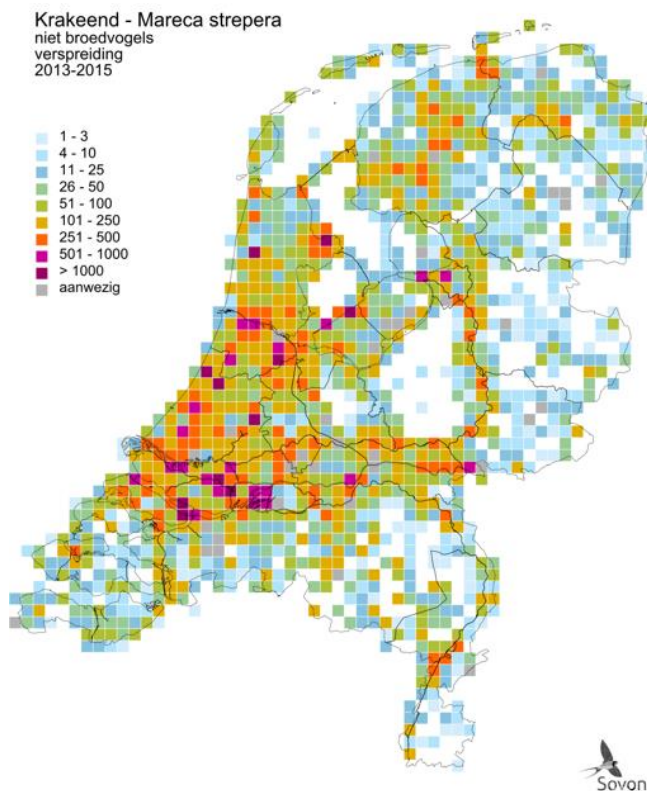 Krakeend - Mareca strepera
niet broedvogels
verspreiding
2013-2015
1 - 3
4 - 10
11 - 25
26 - 50
51 - 100
101 - 250
251 - 500
501 - 1000
> 1000
aanwezig
Sovon